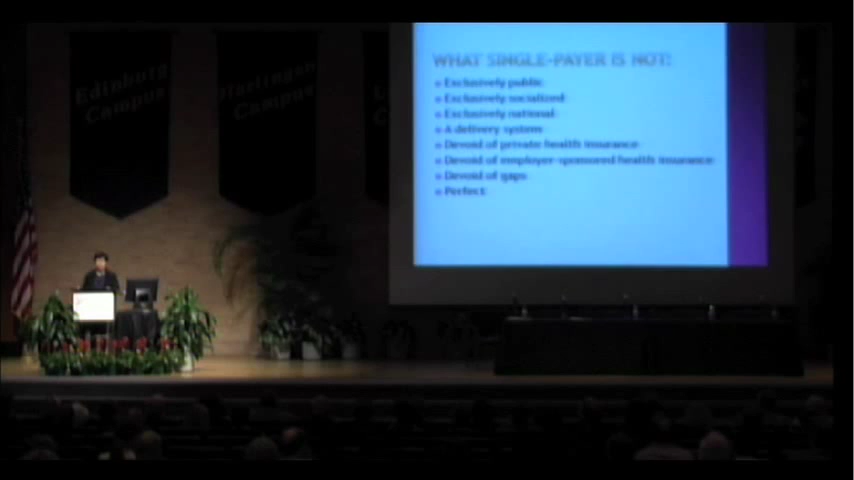 Edinburg
Campus
Harlingen
Campus
WHAT SINGLE-PAYER IS NOT:
Exclusively public
Exclusively socialized
Exclusively national
A delivery system
Devoid of private health insurance
Devoid of employer-sponsored health insurance
Devoid of gaps
Perfect